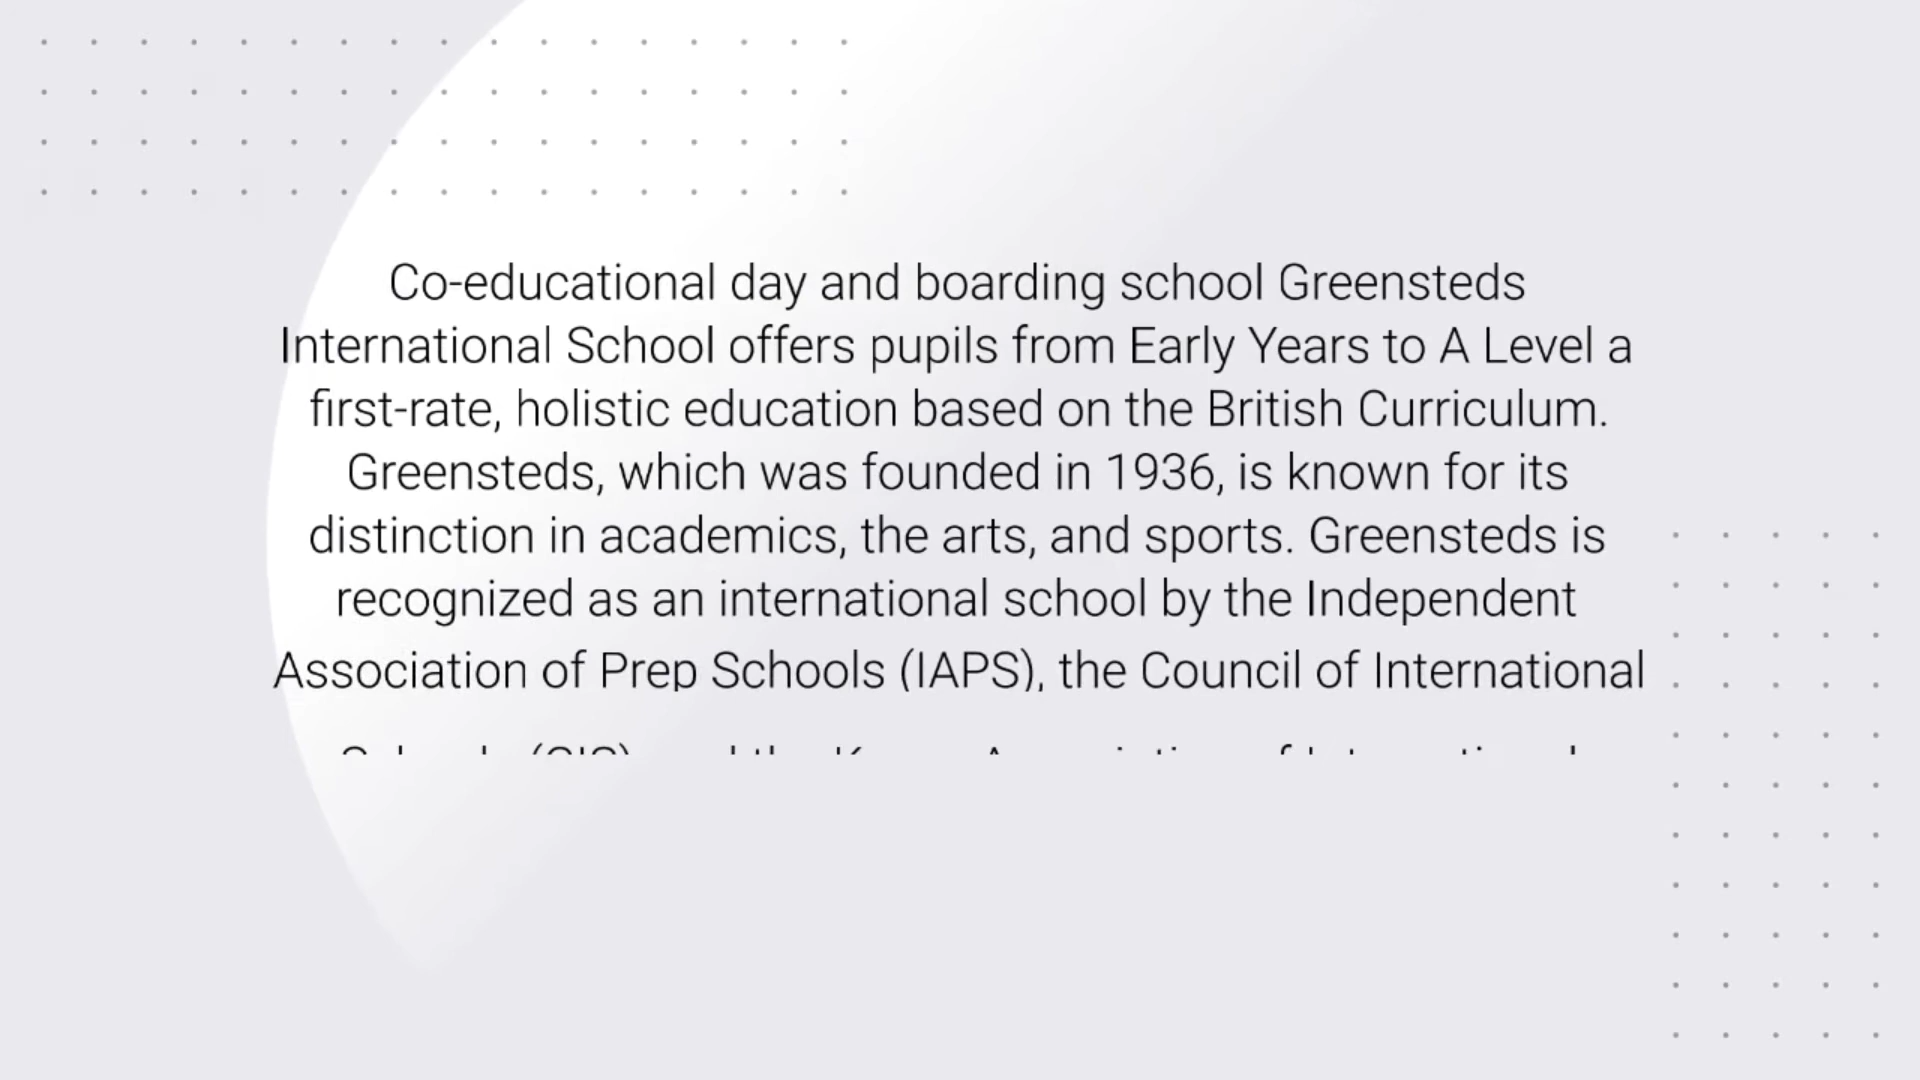 Co-educational day and boarding school Greensteds
International School offers pupils from Early Years to A Level a
first-rate, holistic education based on the British Curriculum.
Greensteds, which was founded in 1936, is known for its
distinction in academics, the arts, and sports. Greensteds is
recognized as an international school by the Independent
Association of Prep Schools (IAPS), the Council of International